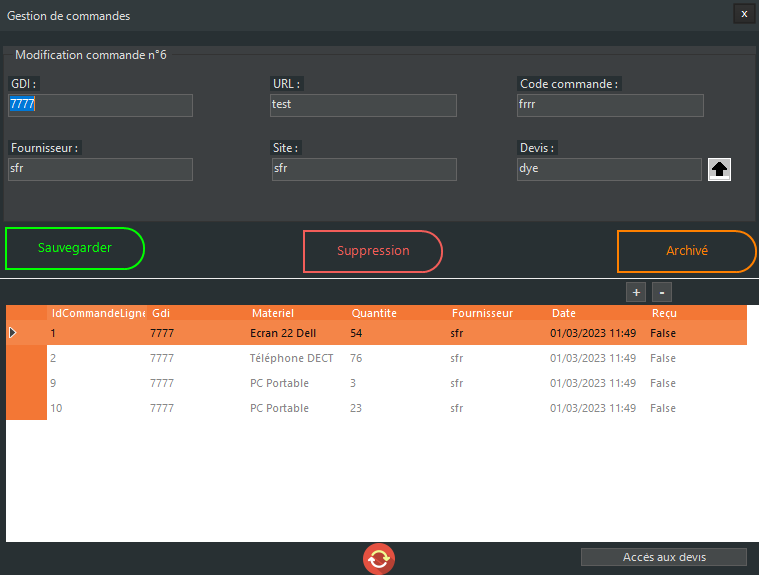 Gestion de commandes x
Modification commande n°6
GDI : URL : Code commande :
7777 test frrr
Fournisseur : Site : Devis :
sfr sfr dye
Sauvegarder Suppression Archivé
+ -
IdCommandeLigne Gdi Materiel Quantite Fournisseur Date Reçu
1 7777 Ecran 22 Dell 54 sfr 01/03/2023 11:49 False
2 7777 Téléphone DECT 76 sfr 01/03/2023 11:49 False
9 7777 PC Portable 3 sfr 01/03/2023 11:49 False
10 7777 PC Portable 23 sfr 01/03/2023 11:49 False
Accés aux devis